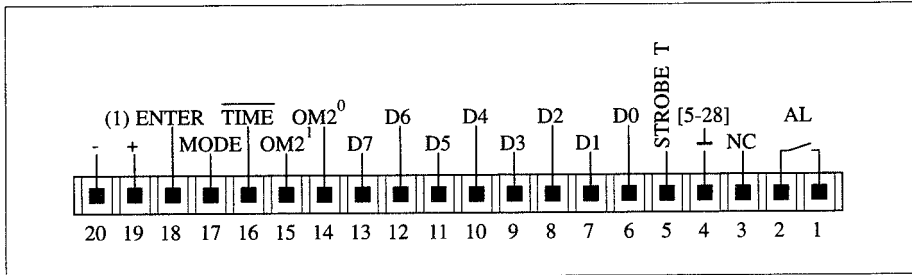 STROBE T
(1) ENTER TIME OM2⁰ D6 D4 D2 D0 [5-28] AL
- + MODE OM2¹ D7 D5 D3 D1 ⊥ NC
20 19 18 17 16 15 14 13 12 11 10 9 8 7 6 5 4 3 2 1